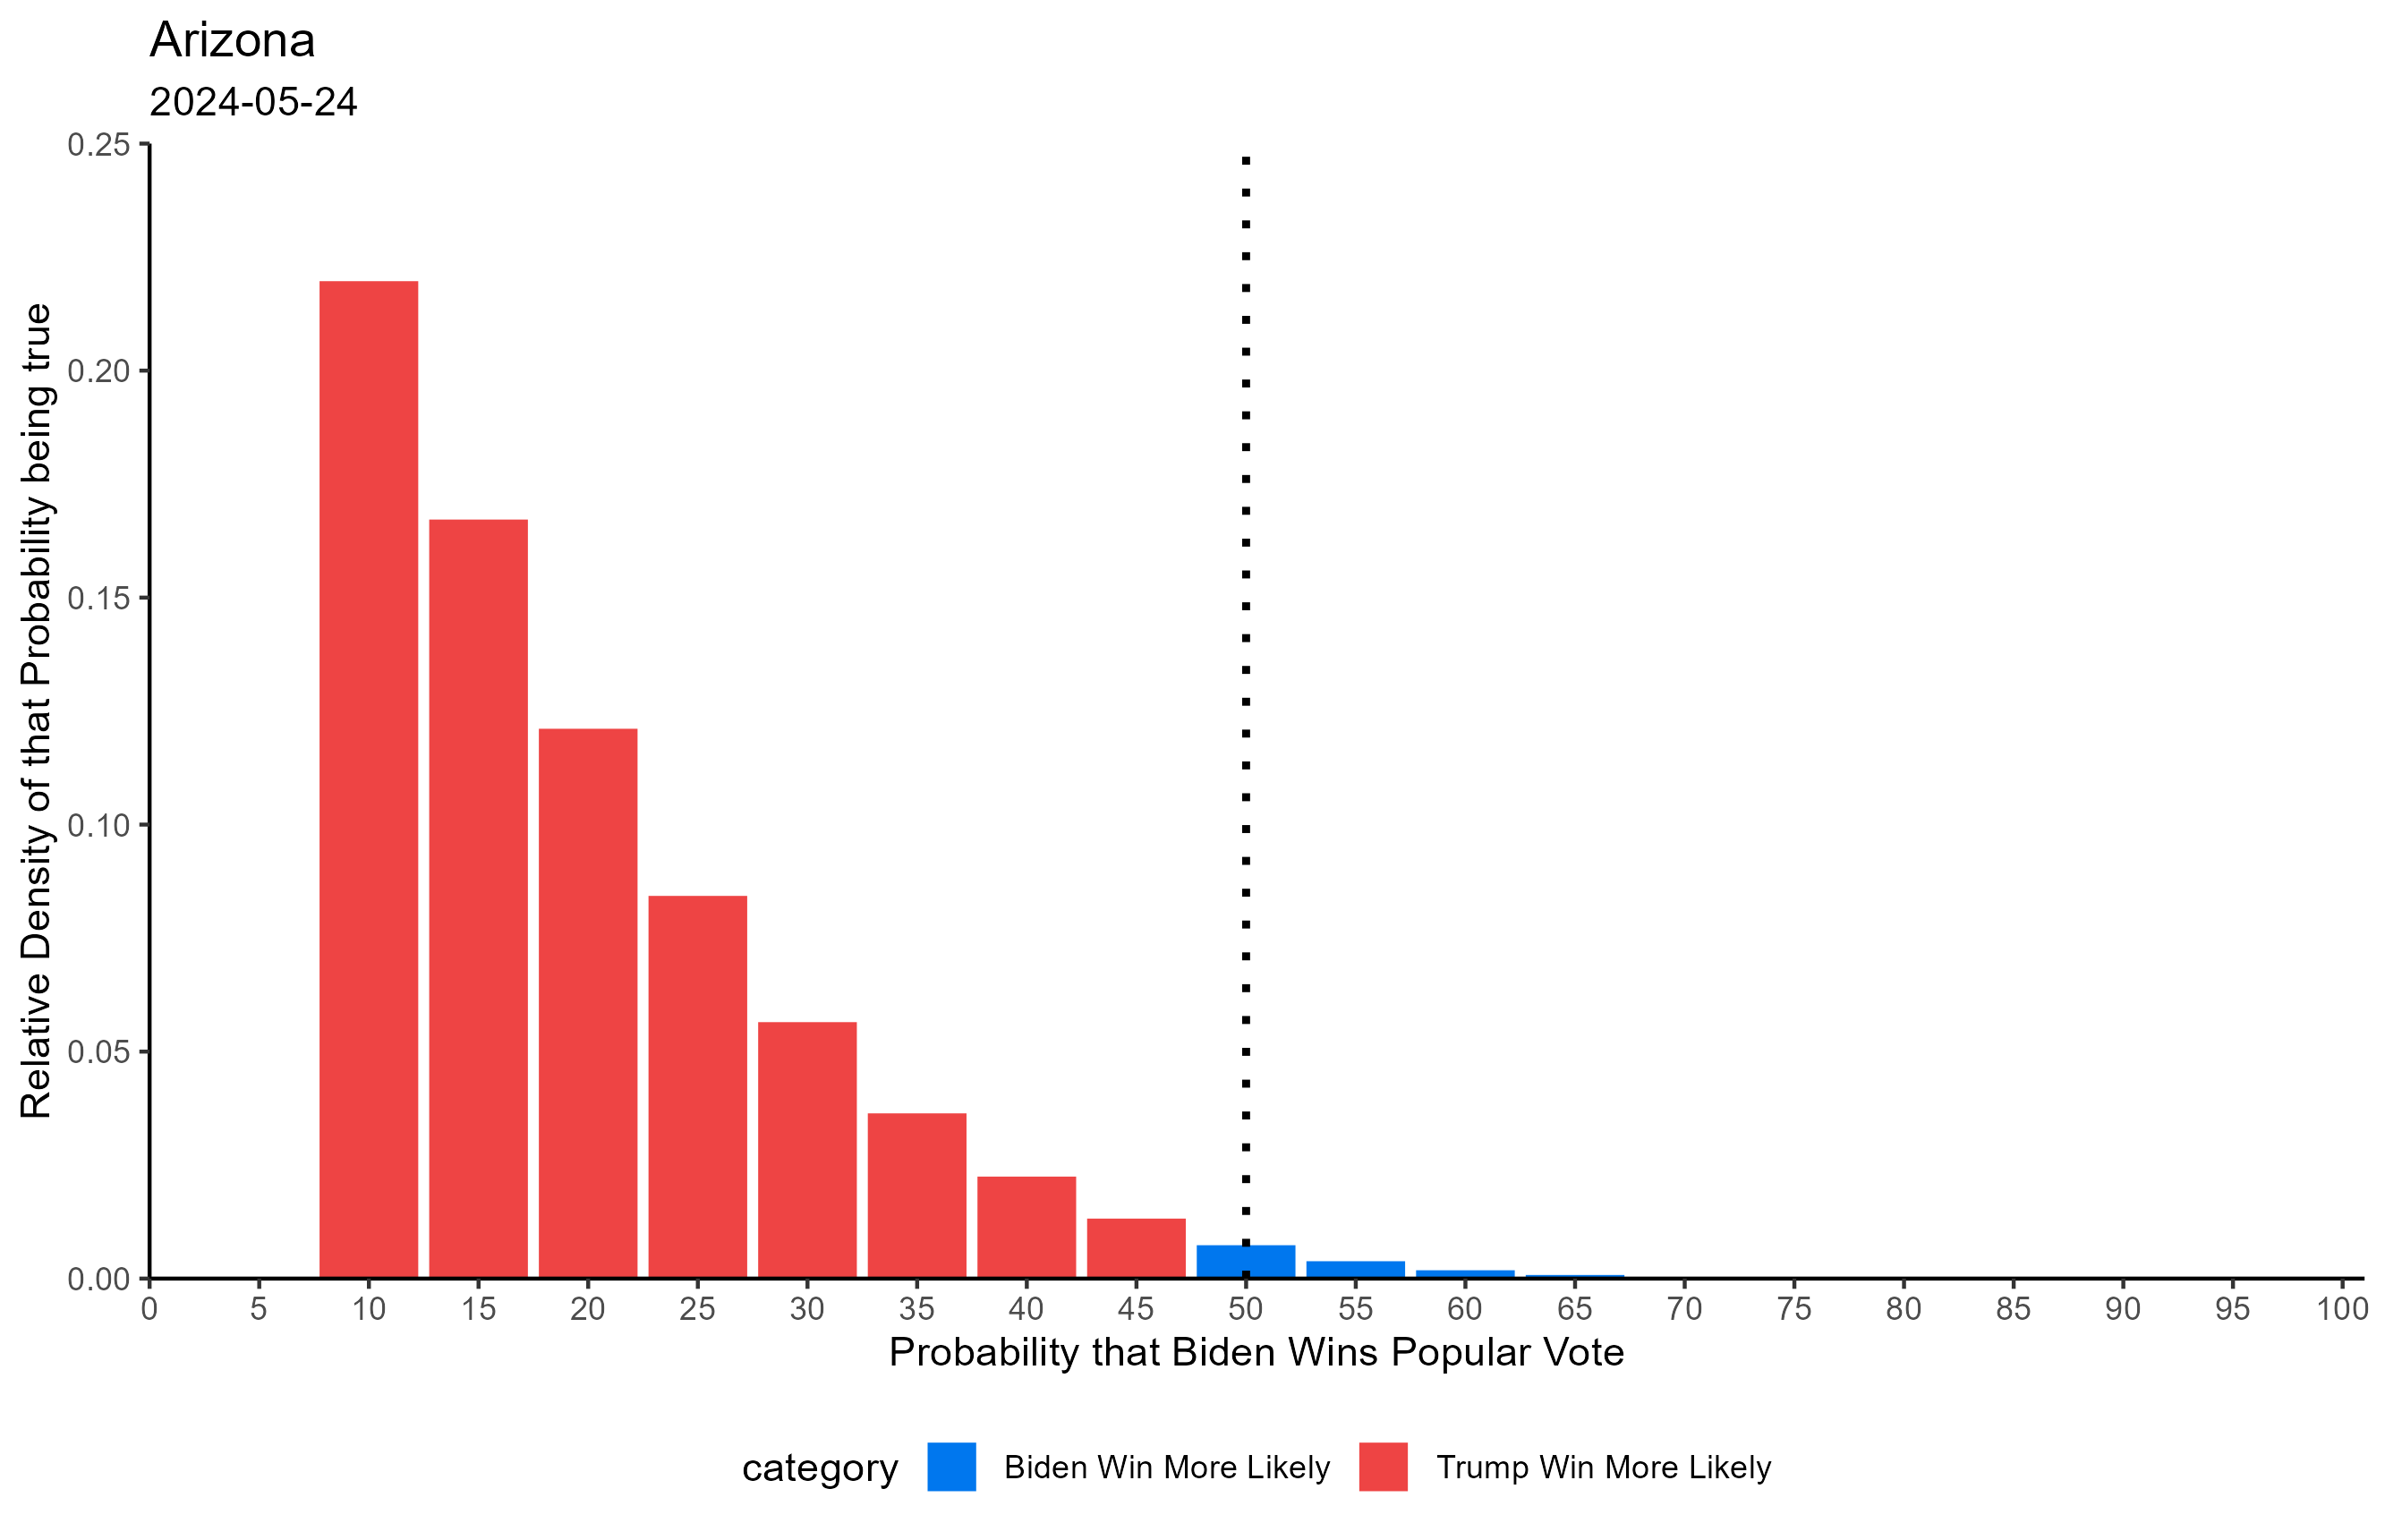 Arizona
2024-05-24
Relative Density of that Probability being true
0.25
0.20
0.15
0.10
0.05
0.00
0 5 10 15 20 25 30 35 40 45 50 55 60 65 70 75 80 85 90 95 100
Probability that Biden Wins Popular Vote
category Biden Win More Likely Trump Win More Likely